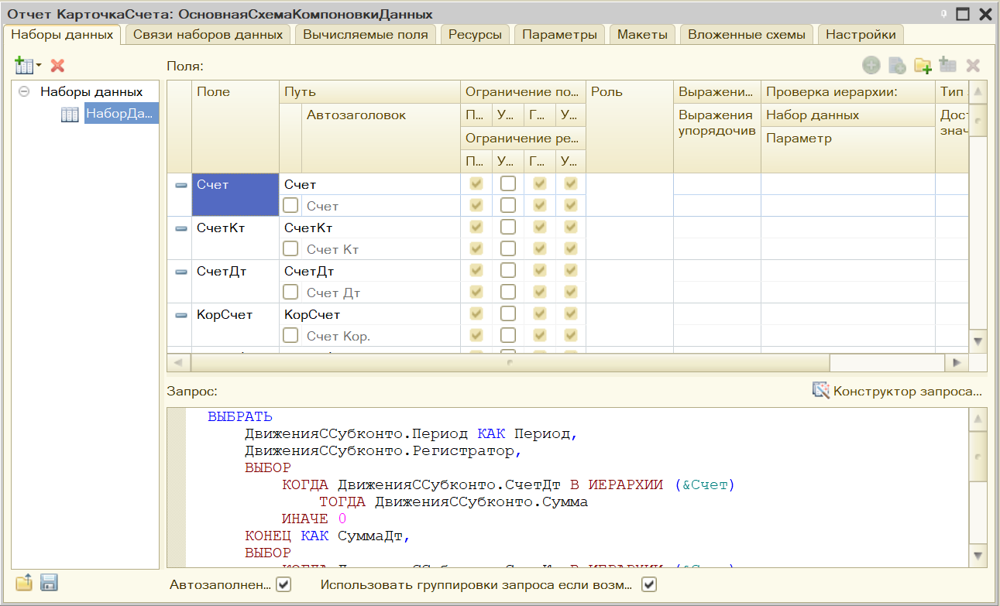 Отчет КарточкаСчета: ОсновнаяСхемаКомпоновкиДанных
Наборы данных Связи наборов данных Вычисляемые поля Ресурсы Параметры Макеты Вложенные схемы Настройки
Поля:
Наборы данных
НаборДа...
Поле Путь Ограничение по... Роль Выражени... Проверка иерархии: Тип
Автозаголовок П... У... Г... У... Выражения упорядочив Набор данных Дост знач
Ограничение ре... Параметр
П... У... Г... У...
Счет Счет
Счет
СчетКт СчетКт
Счет Кт
СчетДт СчетДт
Счет Дт
КорСчет КорСчет
Счет Кор.
Запрос: Конструктор запроса...
ВЫБРАТЬ
ДвиженияССубконто.Период КАК Период,
ДвиженияССубконто.Регистратор,
ВЫБОР
КОГДА ДвиженияССубконто.СчетДт В ИЕРАРХИИ (&Счет)
ТОГДА ДвиженияССубконто.Сумма
ИНАЧЕ 0
КОНЕЦ КАК СуммаДт,
ВЫБОР
Автозаполнен... Использовать группировки запроса если возм...